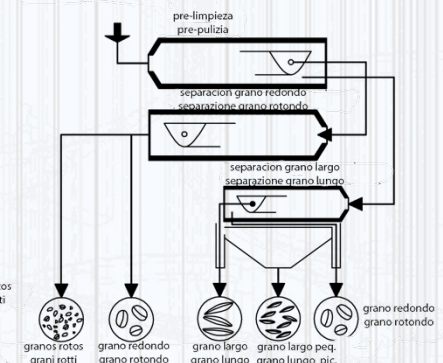 pre-limpieza
pre-pulizia
separacion grano redondo
separazione grano rotondo
separacion grano largo
separazione grano lungo
grano redondo
grano rotondo
granos rotos
grani rotti
grano redondo
grano rotondo
grano largo
grano lungo
grano largo peq.
grano lungo pic.